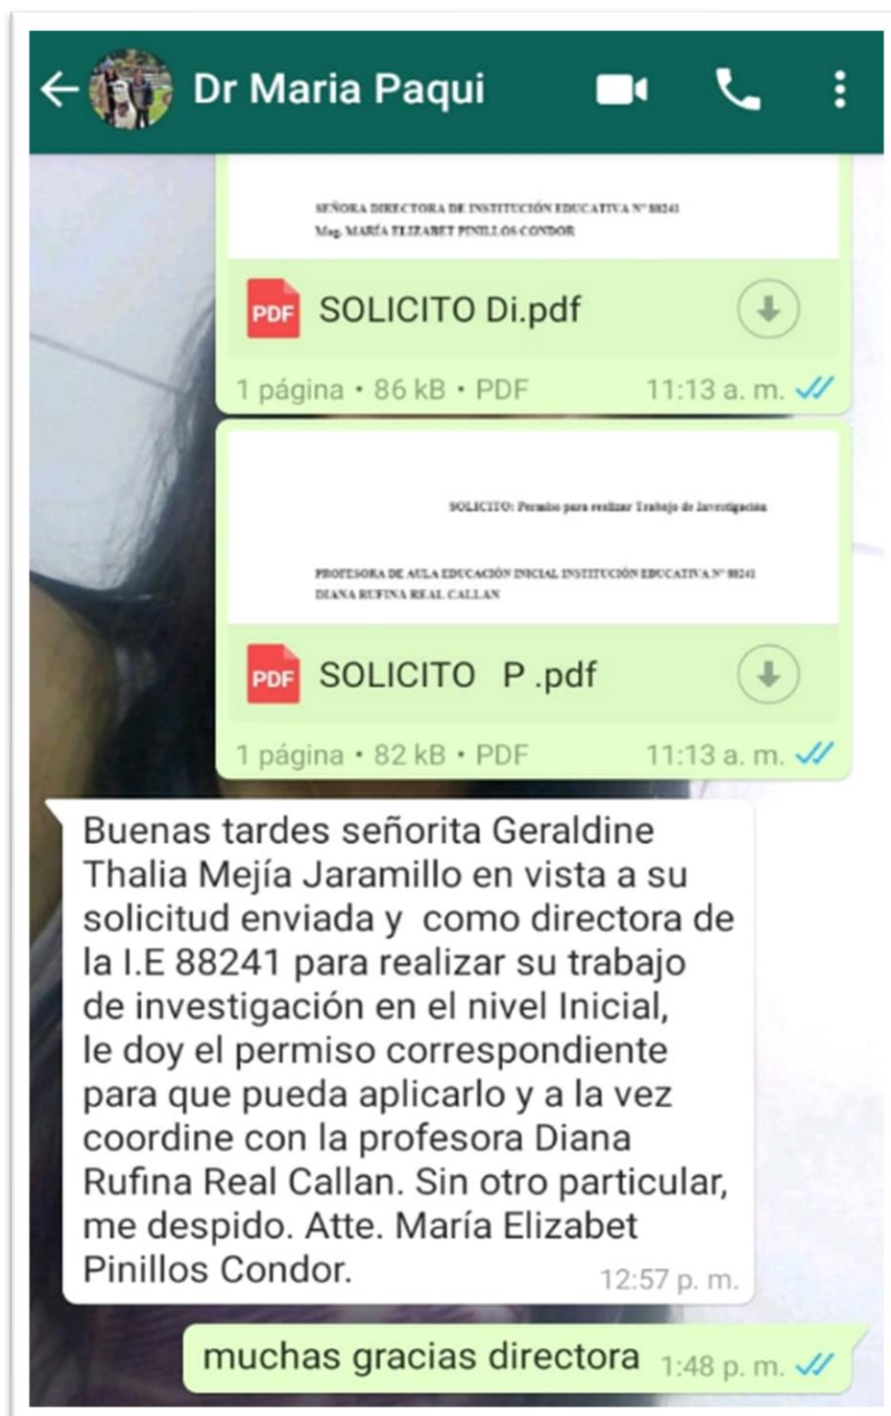 Dr Maria Paqui
SEÑORA DIRECTORA DE INSTITUCIÓN EDUCATIVA Nº 88241
Mag. MARÍA ELIZABET PINILLOS CONDOR
PDF SOLICITO Di.pdf
1 página • 86 kB • PDF 11:13 a. m.
SOLICITO: Permiso para realizar Trabajo de Investigación
PROFESORA DE AULA EDUCACIÓN INICIAL INSTITUCIÓN EDUCATIVA Nº 88241
DIANA RUFINA REAL CALLAN
PDF SOLICITO P .pdf
1 página • 82 kB • PDF 11:13 a. m.
Buenas tardes señorita Geraldine
Thalia Mejía Jaramillo en vista a su
solicitud enviada y como directora de
la I.E 88241 para realizar su trabajo
de investigación en el nivel Inicial,
le doy el permiso correspondiente
para que pueda aplicarlo y a la vez
coordine con la profesora Diana
Rufina Real Callan. Sin otro particular,
me despido. Atte. María Elizabet
Pinillos Condor. 12:57 p. m.
muchas gracias directora 1:48 p. m.